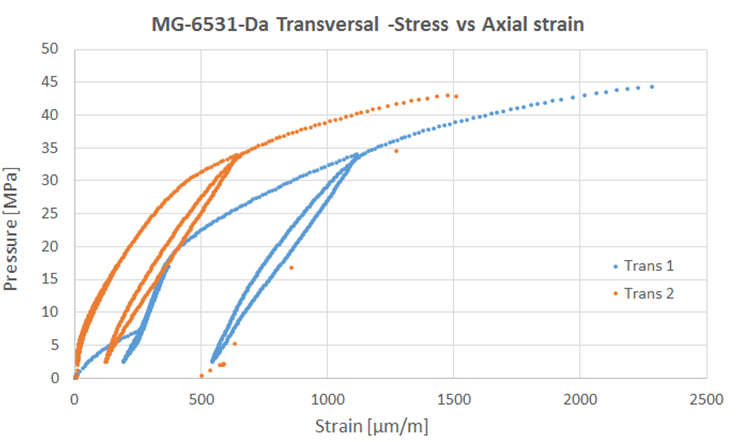 MG-6531-Da Transversal -Stress vs Axial strain
50
45
40
35
30
25
20
15
10
5
0
Pressure [MPa]
Trans 1
Trans 2
0 500 1000 1500 2000 2500
Strain [µm/m]